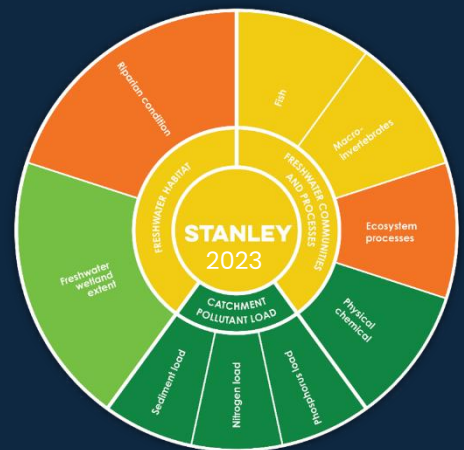 STANLEY
2023
FRESHWATER HABITAT
FRESHWATER COMMUNITIES
AND PROCESSES
CATCHMENT
POLLUTANT LOAD
Riparian condition
Fish
Macro-
invertebrates
Ecosystem
processes
Physical
chemical
Phosphorus load
Nitrogen load
Sediment load
Freshwater
wetland
extent